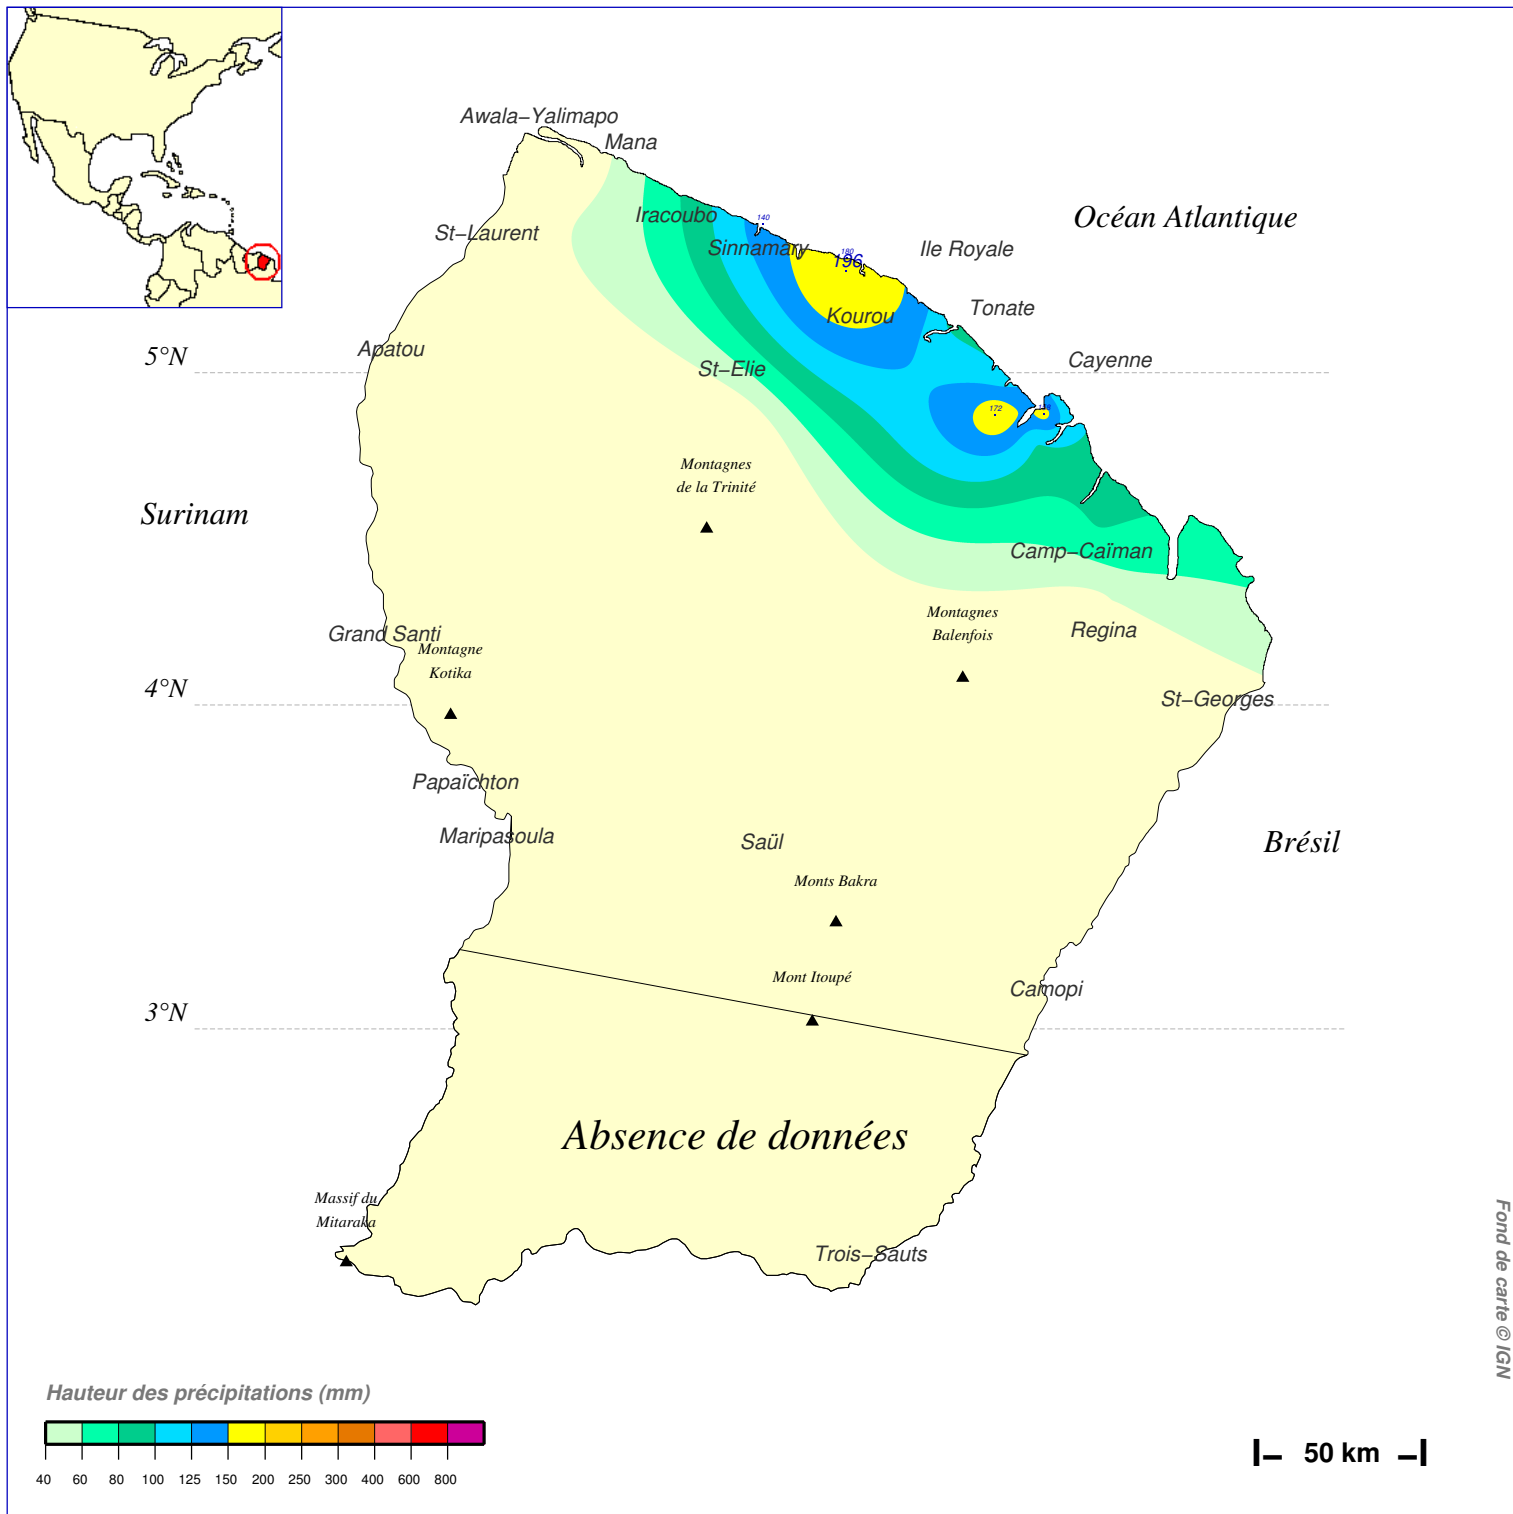 Awala−Yalimapo
Mana
Océan Atlantique
Iracoubo
140
St−Laurent
Sinnamary
Ile Royale
180
196
Tonate
Kourou
5°N
Apatou
Cayenne
St−Elie
172
Montagnes
de la Trinité
Surinam
Camp−Caïman
Montagnes
Balenfois
Regina
Grand Santi
Montagne
Kotika
4°N
St−Georges
Papaïchton
Maripasoula
Saül
Brésil
Monts Bakra
Mont Itoupé
Camopi
3°N
Absence de données
Massif du
Mitaraka
Trois−Sauts
Fond de carte © IGN
Hauteur des précipitations (mm)
40 60 80 100 125 150 200 250 300 400 600 800
50 km